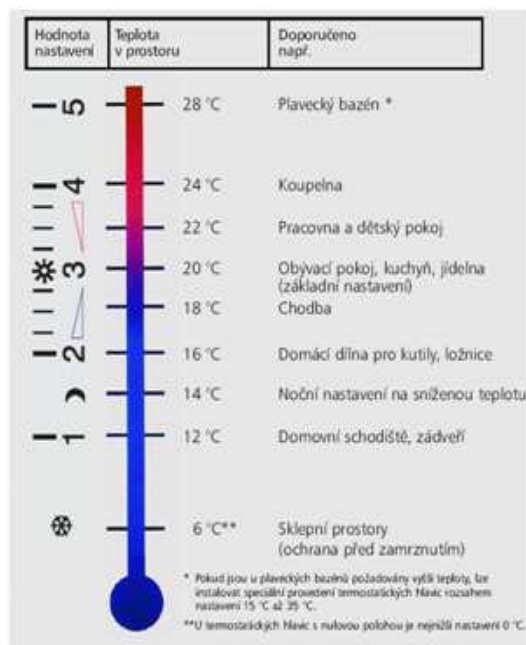 Hodnota nastavení Teplota v prostoru Doporučeno např.
5 28 °C Plavecký bazén *
4 24 °C Koupelna
22 °C Pracovna a dětský pokoj
3 20 °C Obývací pokoj, kuchyň, jídelna
(základní nastavení)
18 °C Chodba
2 16 °C Domácí dílna pro kutily, ložnice
14 °C Noční nastavení na sníženou teplotu
1 12 °C Domovní schodiště, zádveří
6 °C** Sklepní prostory
(ochrana před zamrznutím)
* Pokud jsou u plaveckých bazénů požadovány vyšší teploty, lze
instalovat speciální provedení termostatických hlavic rozsahem
nastavení 15 °C až 35 °C.
**U termostatických hlavic s nulovou polohou je nejnižší nastavení 0 °C.